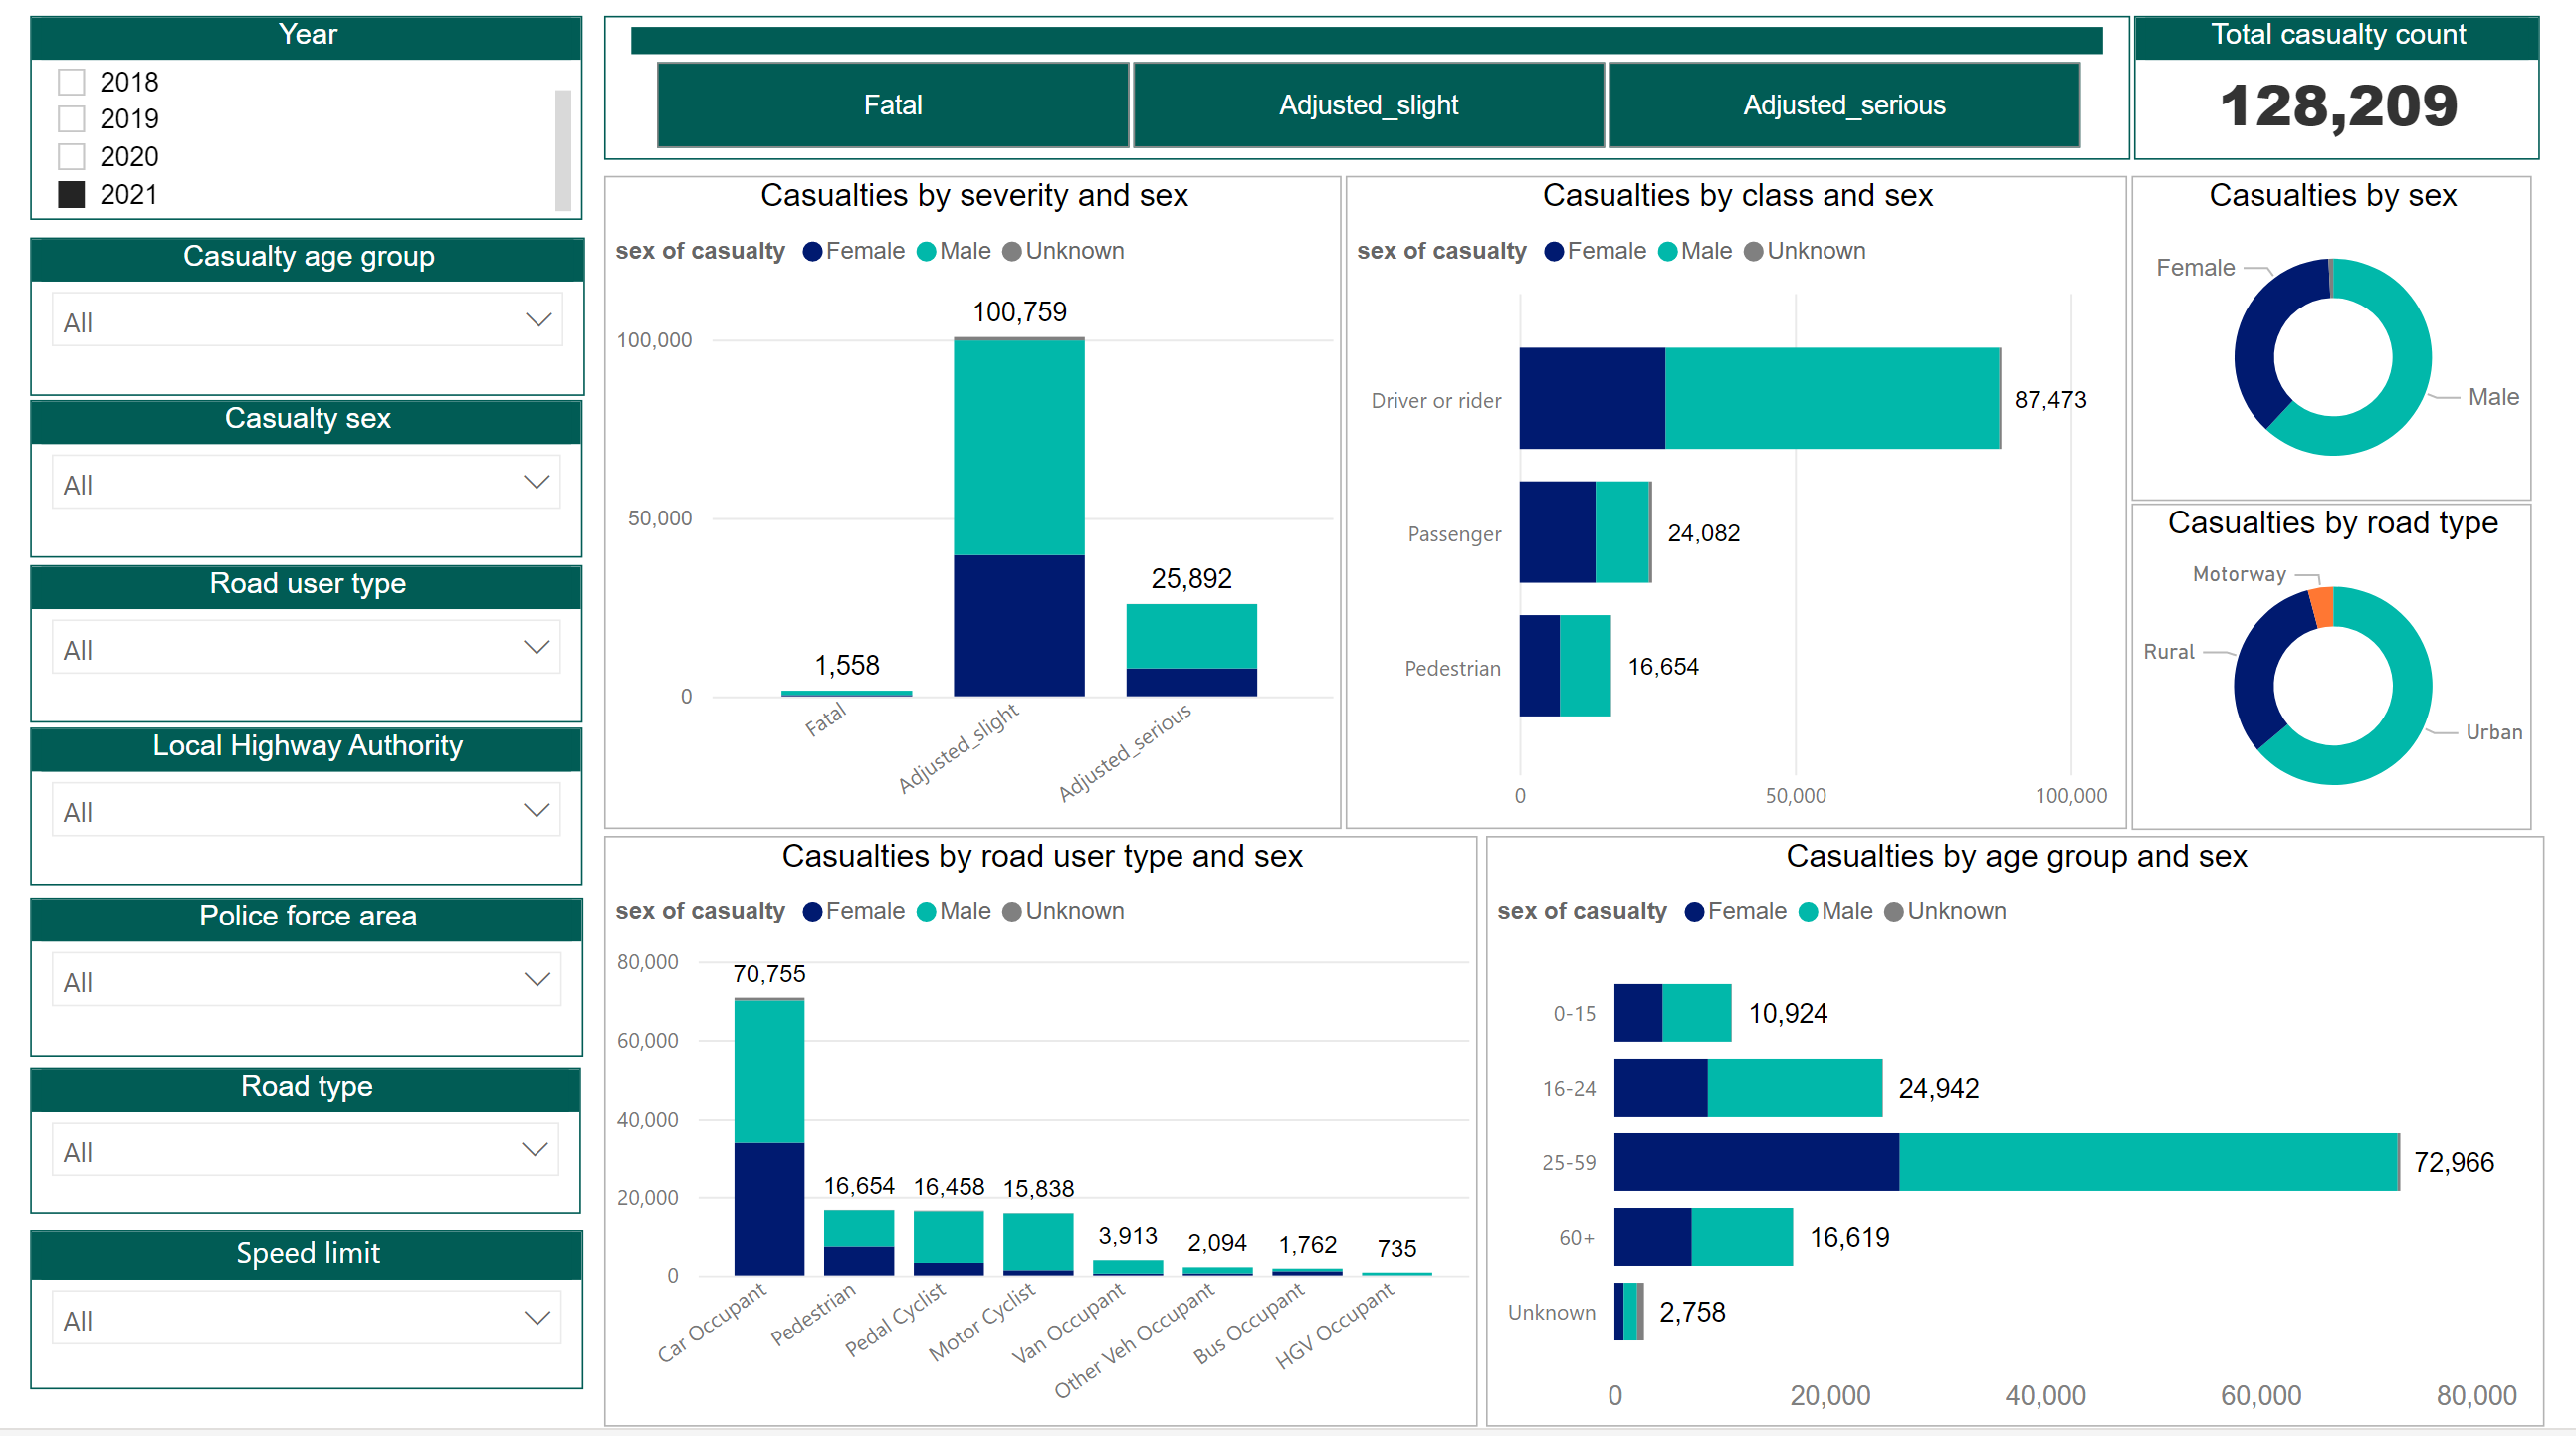 Year
2018
2019
2020
2021
Casualty age group
All
Casualty sex
All
Road user type
All
Local Highway Authority
All
Police force area
All
Road type
All
Speed limit
All
Fatal
Adjusted_slight
Adjusted_serious
Total casualty count
128,209
Casualties by severity and sex
sex of casualty Female Male Unknown
100,759
100,000
50,000
25,892
1,558
0
Fatal
Adjusted_slight
Adjusted_serious
Casualties by class and sex
sex of casualty Female Male Unknown
Driver or rider 87,473
Passenger 24,082
Pedestrian 16,654
0 50,000 100,000
Casualties by sex
Female
Male
Casualties by road type
Motorway
Rural
Urban
Casualties by road user type and sex
sex of casualty Female Male Unknown
80,000
70,755
60,000
40,000
20,000
16,654 16,458 15,838 3,913 2,094 1,762 735
0
Car Occupant
Pedestrian
Pedal Cyclist
Motor Cyclist
Van Occupant
Other Veh Occupant
Bus Occupant
HGV Occupant
Casualties by age group and sex
sex of casualty Female Male Unknown
0-15 10,924
16-24 24,942
25-59 72,966
60+ 16,619
Unknown 2,758
0 20,000 40,000 60,000 80,000